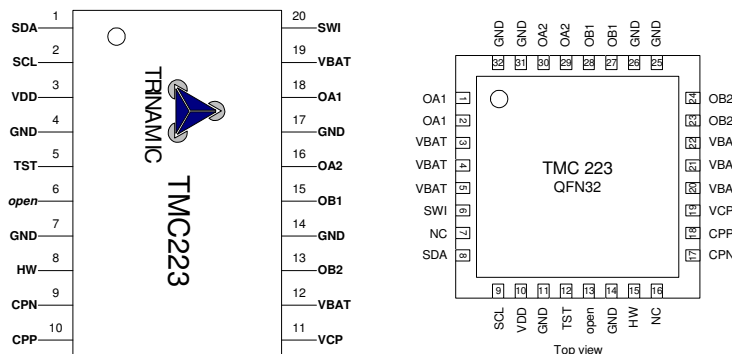 SDA 1 20 SWI
SCL 2 19 VBAT
VDD 3 18 OA1
GND 4 17 GND
TST 5 16 OA2
open 6 15 OB1
GND 7 14 GND
HW 8 13 OB2
CPN 9 12 VBAT
CPP 10 11 VCP
TRINAMIC
TMC223
GND GND OA2 OA2 OB1 OB1 GND GND
32 31 30 29 28 27 26 25
OA1 1 24 OB2
OA1 2 23 OB2
VBAT 3 22 VBA
VBAT 4 21 VBA
VBAT 5 20 VBA
SWI 6 19 VCP
NC 7 18 CPP
SDA 8 17 CPN
TMC 223
QFN32
9 10 11 12 13 14 15 16
SCL VDD GND TST open GND HW NC
Top view